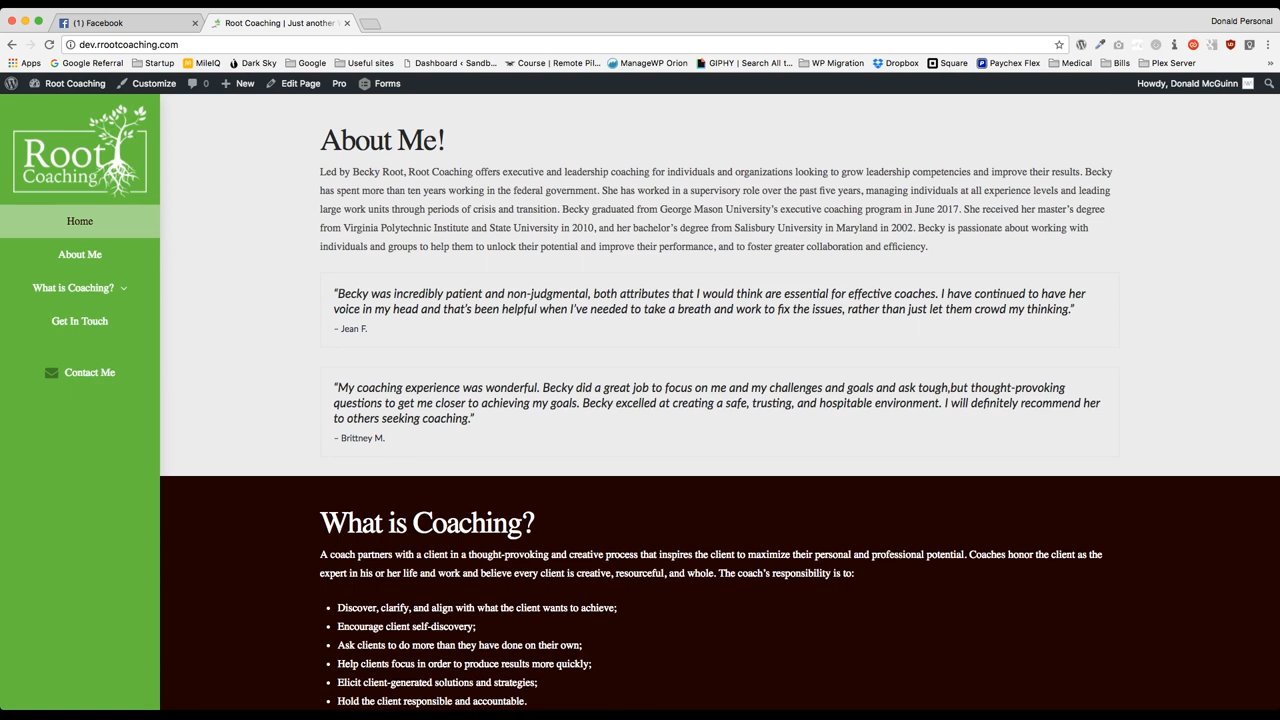 (1) Facebook
Root Coaching | Just another
Donald Personal
dev.rrootcoaching.com
Apps Google Referral Startup MileIQ Dark Sky Google Useful sites Dashboard ‹ Sandb... Course | Remote Pil... ManageWP Orion GIPHY | Search All t... WP Migration Dropbox Square Paychex Flex Medical Bills Plex Server »
Root Coaching Customize 0 New Edit Page Pro Forms Howdy, Donald McGuinn
Root
Coaching
Home
About Me
What is Coaching?
Get In Touch
Contact Me
About Me!
Led by Becky Root, Root Coaching offers executive and leadership coaching for individuals and organizations looking to grow leadership competencies and improve their results. Becky
has spent more than ten years working in the federal government. She has worked in a supervisory role over the past five years, managing individuals at all experience levels and leading
large work units through periods of crisis and transition. Becky graduated from George Mason University’s executive coaching program in June 2017. She received her master’s degree
from Virginia Polytechnic Institute and State University in 2010, and her bachelor’s degree from Salisbury University in Maryland in 2002. Becky is passionate about working with
individuals and groups to help them to unlock their potential and improve their performance, and to foster greater collaboration and efficiency.
“Becky was incredibly patient and non-judgmental, both attributes that I would think are essential for effective coaches. I have continued to have her
voice in my head and that’s been helpful when I’ve needed to take a breath and work to fix the issues, rather than just let them crowd my thinking.”
– Jean F.
“My coaching experience was wonderful. Becky did a great job to focus on me and my challenges and goals and ask tough,but thought-provoking
questions to get me closer to achieving my goals. Becky excelled at creating a safe, trusting, and hospitable environment. I will definitely recommend her
to others seeking coaching.”
– Brittney M.
What is Coaching?
A coach partners with a client in a thought-provoking and creative process that inspires the client to maximize their personal and professional potential. Coaches honor the client as the
expert in his or her life and work and believe every client is creative, resourceful, and whole. The coach’s responsibility is to:
• Discover, clarify, and align with what the client wants to achieve;
• Encourage client self-discovery;
• Ask clients to do more than they have done on their own;
• Help clients focus in order to produce results more quickly;
• Elicit client-generated solutions and strategies;
• Hold the client responsible and accountable.